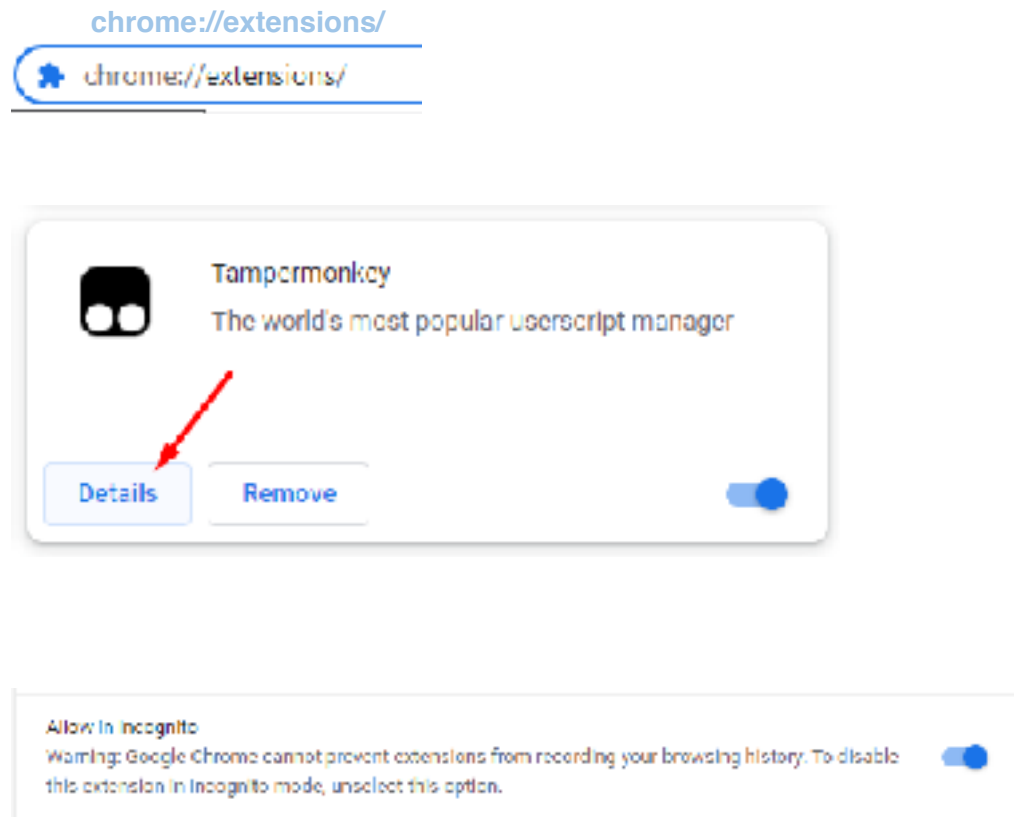 chrome://extensions/
chrome://extensions/
Tampermonkey
The world's most popular userscript manager
Details
Remove
Allow in Incognito
Warning: Google Chrome cannot prevent extensions from recording your browsing history. To disable
this extension in Incognito mode, unselect this option.